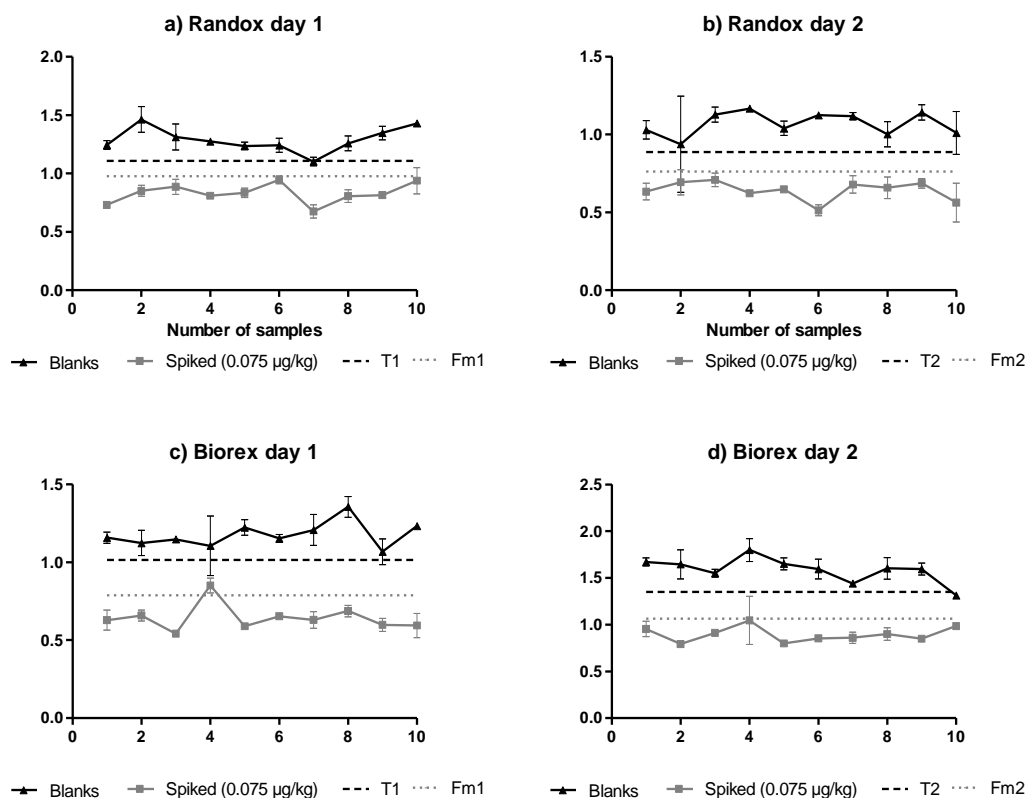 a) Randox day 1
2.0
1.5
1.0
0.5
0.0
0 2 4 6 8 10
Number of samples
Blanks Spiked (0.075 µg/kg) T1 Fm1
b) Randox day 2
1.5
1.0
0.5
0.0
0 2 4 6 8 10
Number of samples
Blanks Spiked (0.075 µg/kg) T2 Fm2
c) Biorex day 1
1.5
1.0
0.5
0.0
0 2 4 6 8 10
Blanks Spiked (0.075 µg/kg) T1 Fm1
d) Biorex day 2
2.5
2.0
1.5
1.0
0.5
0.0
0 2 4 6 8 10
Blanks Spiked (0.075 µg/kg) T2 Fm2